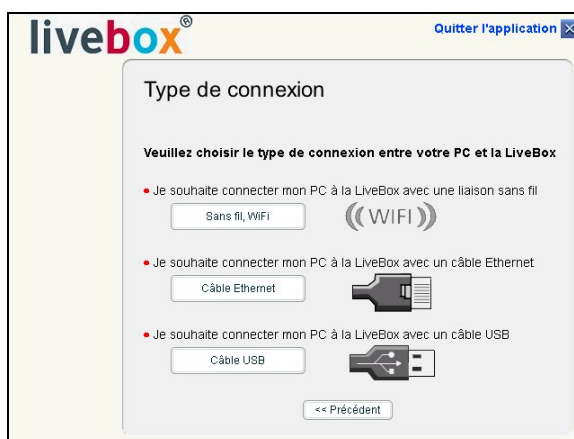 livebox®
Quitter l'application
Type de connexion
Veuillez choisir le type de connexion entre votre PC et la LiveBox
Je souhaite connecter mon PC à la LiveBox avec une liaison sans fil
Sans fil, WiFi
((WIFI))
Je souhaite connecter mon PC à la LiveBox avec un câble Ethernet
Câble Ethernet
Je souhaite connecter mon PC à la LiveBox avec un câble USB
Câble USB
<< Précédent